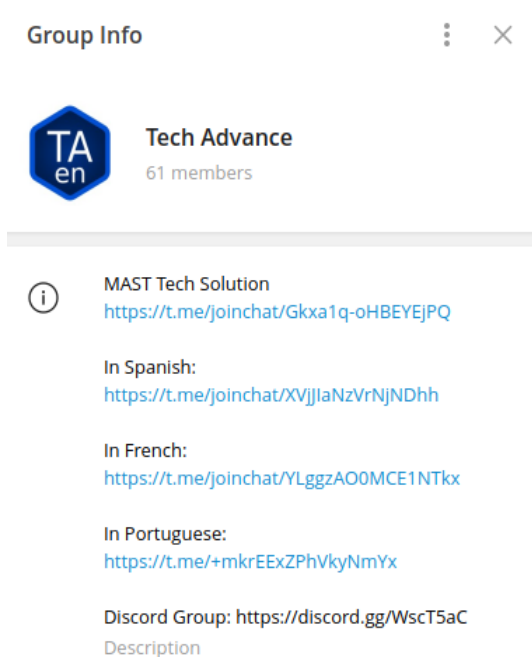 Group Info
TA
en
Tech Advance
61 members
MAST Tech Solution
https://t.me/joinchat/Gkxa1q-oHBEYEjPQ
In Spanish:
https://t.me/joinchat/XVjJIaNzVrNjNDhh
In French:
https://t.me/joinchat/YLggzAO0MCE1NTkx
In Portuguese:
https://t.me/+mkrEExZPhVkyNmYx
Discord Group: https://discord.gg/WscT5aC
Description